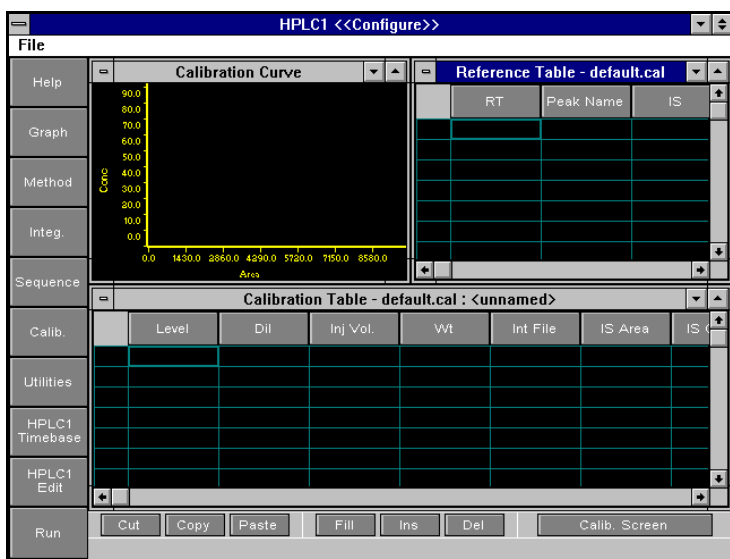 HPLC1 <<Configure>>
File
Help
Graph
Method
Integ.
Sequence
Calib.
Utilities
HPLC1
Timebase
HPLC1
Edit
Run
Calibration Curve
90.0
80.0
70.0
60.0
50.0
40.0
30.0
20.0
10.0
0.0
Conc
0.0 1430.0 2860.0 4290.0 5720.0 7150.0 8580.0
Area
Reference Table - default.cal
RT Peak Name IS
Calibration Table - default.cal : <unnamed>
Level Dil Inj Vol. Wt Int File IS Area IS
Cut Copy Paste Fill Ins Del Calib. Screen